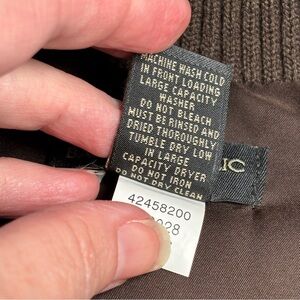 MACHINE WASH COLD
IN FRONT LOADING
LARGE CAPACITY
WASHER
DO NOT BLEACH
MUST BE RINSED AND
DRIED THOROUGHLY
TUMBLE DRY LOW
IN LARGE
CAPACITY DRYER
DO NOT IRON
DO NOT DRY CLEAN
42458200